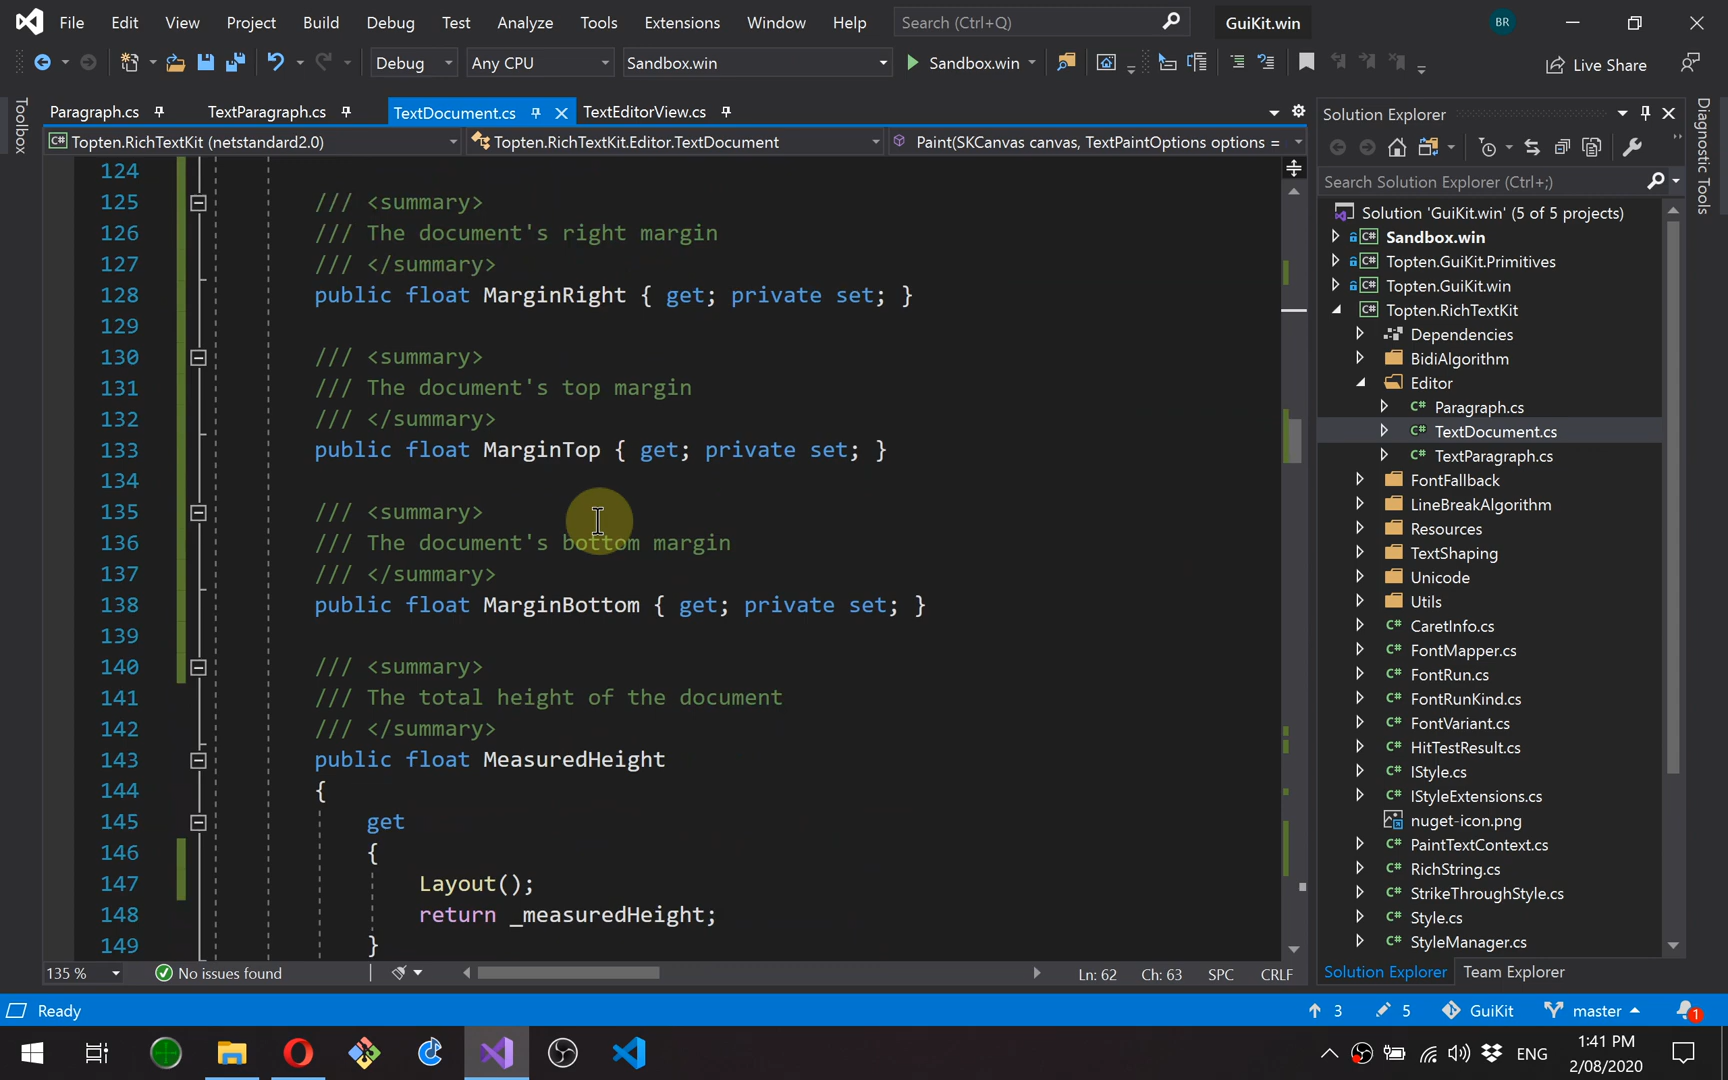 File Edit View Project Build Debug Test Analyze Tools Extensions Window Help Search (Ctrl+Q) GuiKit.win BR
Debug Any CPU Sandbox.win Sandbox.win Live Share
Toolbox
Paragraph.cs TextParagraph.cs TextDocument.cs TextEditorView.cs
C# Topten.RichTextKit (netstandard2.0) Topten.RichTextKit.Editor.TextDocument Paint(SKCanvas canvas, TextPaintOptions options =
124
125 /// <summary>
126 /// The document's right margin
127 /// </summary>
128 public float MarginRight { get; private set; }
129
130 /// <summary>
131 /// The document's top margin
132 /// </summary>
133 public float MarginTop { get; private set; }
134
135 /// <summary>
136 /// The document's bottom margin
137 /// </summary>
138 public float MarginBottom { get; private set; }
139
140 /// <summary>
141 /// The total height of the document
142 /// </summary>
143 public float MeasuredHeight
144 {
145 get
146 {
147 Layout();
148 return _measuredHeight;
149 }
135 % No issues found Ln: 62 Ch: 63 SPC CRLF
Solution Explorer
Search Solution Explorer (Ctrl+;)
Solution 'GuiKit.win' (5 of 5 projects)
C# Sandbox.win
C# Topten.GuiKit.Primitives
C# Topten.GuiKit.win
C# Topten.RichTextKit
Dependencies
BidiAlgorithm
Editor
C# Paragraph.cs
C# TextDocument.cs
C# TextParagraph.cs
FontFallback
LineBreakAlgorithm
Resources
TextShaping
Unicode
Utils
C# CaretInfo.cs
C# FontMapper.cs
C# FontRun.cs
C# FontRunKind.cs
C# FontVariant.cs
C# HitTestResult.cs
C# IStyle.cs
C# IStyleExtensions.cs
nuget-icon.png
C# PaintTextContext.cs
C# RichString.cs
C# StrikeThroughStyle.cs
C# Style.cs
C# StyleManager.cs
Solution Explorer Team Explorer
Diagnostic Tools
Ready 3 5 GuiKit master 1
ENG 1:41 PM
2/08/2020